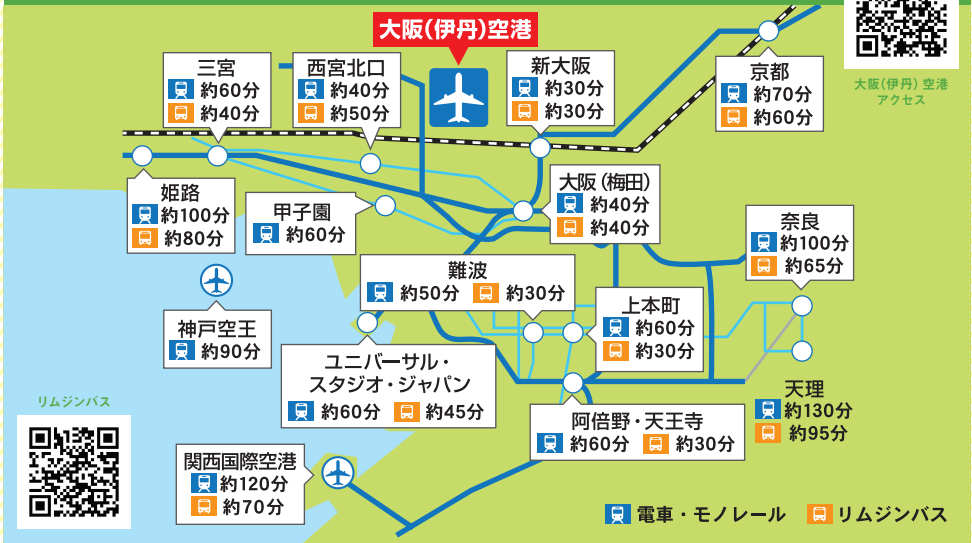 大阪(伊丹)空港
三宮
約60分
約40分
西宮北口
約40分
約50分
新大阪
約30分
約30分
京都
約70分
約60分
大阪(伊丹)空港
アクセス
姫路
約100分
約80分
甲子園
約60分
大阪(梅田)
約40分
約40分
奈良
約100分
約65分
難波
約50分 約30分
上本町
約60分
約30分
神戸空王
約90分
ユニバーサル・
スタジオ・ジャパン
約60分 約45分
天理
約130分
約95分
阿倍野・天王寺
約60分 約30分
リムジンバス
関西国際空港
約120分
約70分
電車・モノレール リムジンバス